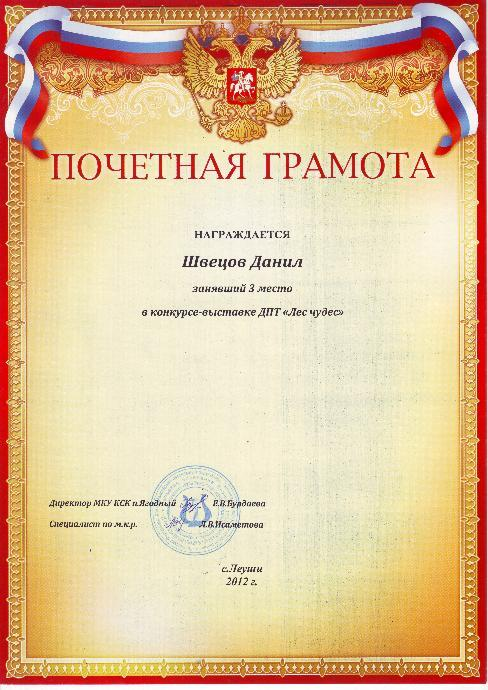 ПОЧЕТНАЯ ГРАМОТА
НАГРАЖДАЕТСЯ
Швецов Данил
занявший 3 место
в конкурсе-выставке ДПТ «Лес чудес»
Директор МКУ КСК п.Ягодный Е.В.Бурдаева
Специалист по м.к.р. Л.В.Исаметова
с.Леуши
2012 г.